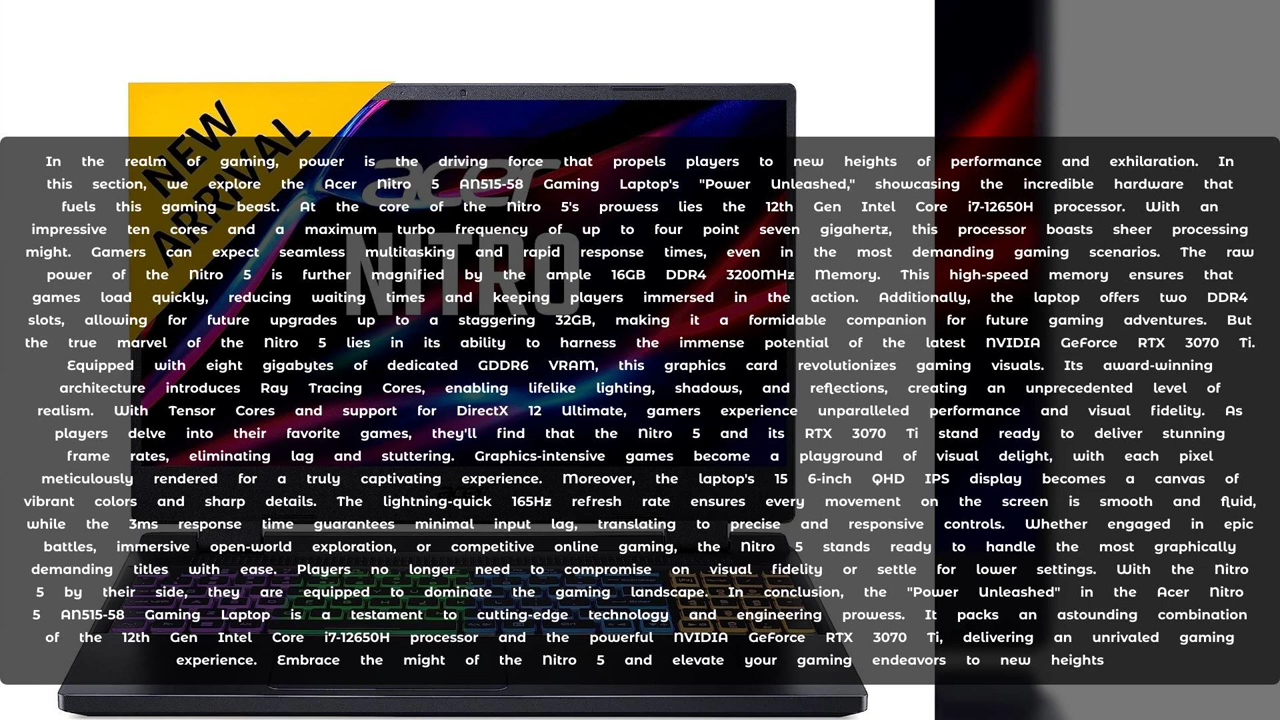 NEW
ARRIVAL
acer
NITRO
In the realm of gaming, power is the driving force that propels players to new heights of performance and exhilaration. In
this section, we explore the Acer Nitro 5 AN515-58 Gaming Laptop's "Power Unleashed," showcasing the incredible hardware that
fuels this gaming beast. At the core of the Nitro 5's prowess lies the 12th Gen Intel Core i7-12650H processor. With an
impressive ten cores and a maximum turbo frequency of up to four point seven gigahertz, this processor boasts sheer processing
might. Gamers can expect seamless multitasking and rapid response times, even in the most demanding gaming scenarios. The raw
power of the Nitro 5 is further magnified by the ample 16GB DDR4 3200MHz Memory. This high-speed memory ensures that
games load quickly, reducing waiting times and keeping players immersed in the action. Additionally, the laptop offers two DDR4
slots, allowing for future upgrades up to a staggering 32GB, making it a formidable companion for future gaming adventures. But
the true marvel of the Nitro 5 lies in its ability to harness the immense potential of the latest NVIDIA GeForce RTX 3070 Ti.
Equipped with eight gigabytes of dedicated GDDR6 VRAM, this graphics card revolutionizes gaming visuals. Its award-winning
architecture introduces Ray Tracing Cores, enabling lifelike lighting, shadows, and reflections, creating an unprecedented level of
realism. With Tensor Cores and support for DirectX 12 Ultimate, gamers experience unparalleled performance and visual fidelity. As
players delve into their favorite games, they'll find that the Nitro 5 and its RTX 3070 Ti stand ready to deliver stunning
frame rates, eliminating lag and stuttering. Graphics-intensive games become a playground of visual delight, with each pixel
meticulously rendered for a truly captivating experience. Moreover, the laptop's 15 6-inch QHD IPS display becomes a canvas of
vibrant colors and sharp details. The lightning-quick 165Hz refresh rate ensures every movement on the screen is smooth and fluid,
while the 3ms response time guarantees minimal input lag, translating to precise and responsive controls. Whether engaged in epic
battles, immersive open-world exploration, or competitive online gaming, the Nitro 5 stands ready to handle the most graphically
demanding titles with ease. Players no longer need to compromise on visual fidelity or settle for lower settings. With the Nitro
5 by their side, they are equipped to dominate the gaming landscape. In conclusion, the "Power Unleashed" in the Acer Nitro
5 AN515-58 Gaming Laptop is a testament to cutting-edge technology and engineering prowess. It packs an astounding combination
of the 12th Gen Intel Core i7-12650H processor and the powerful NVIDIA GeForce RTX 3070 Ti, delivering an unrivaled gaming
experience. Embrace the might of the Nitro 5 and elevate your gaming endeavors to new heights